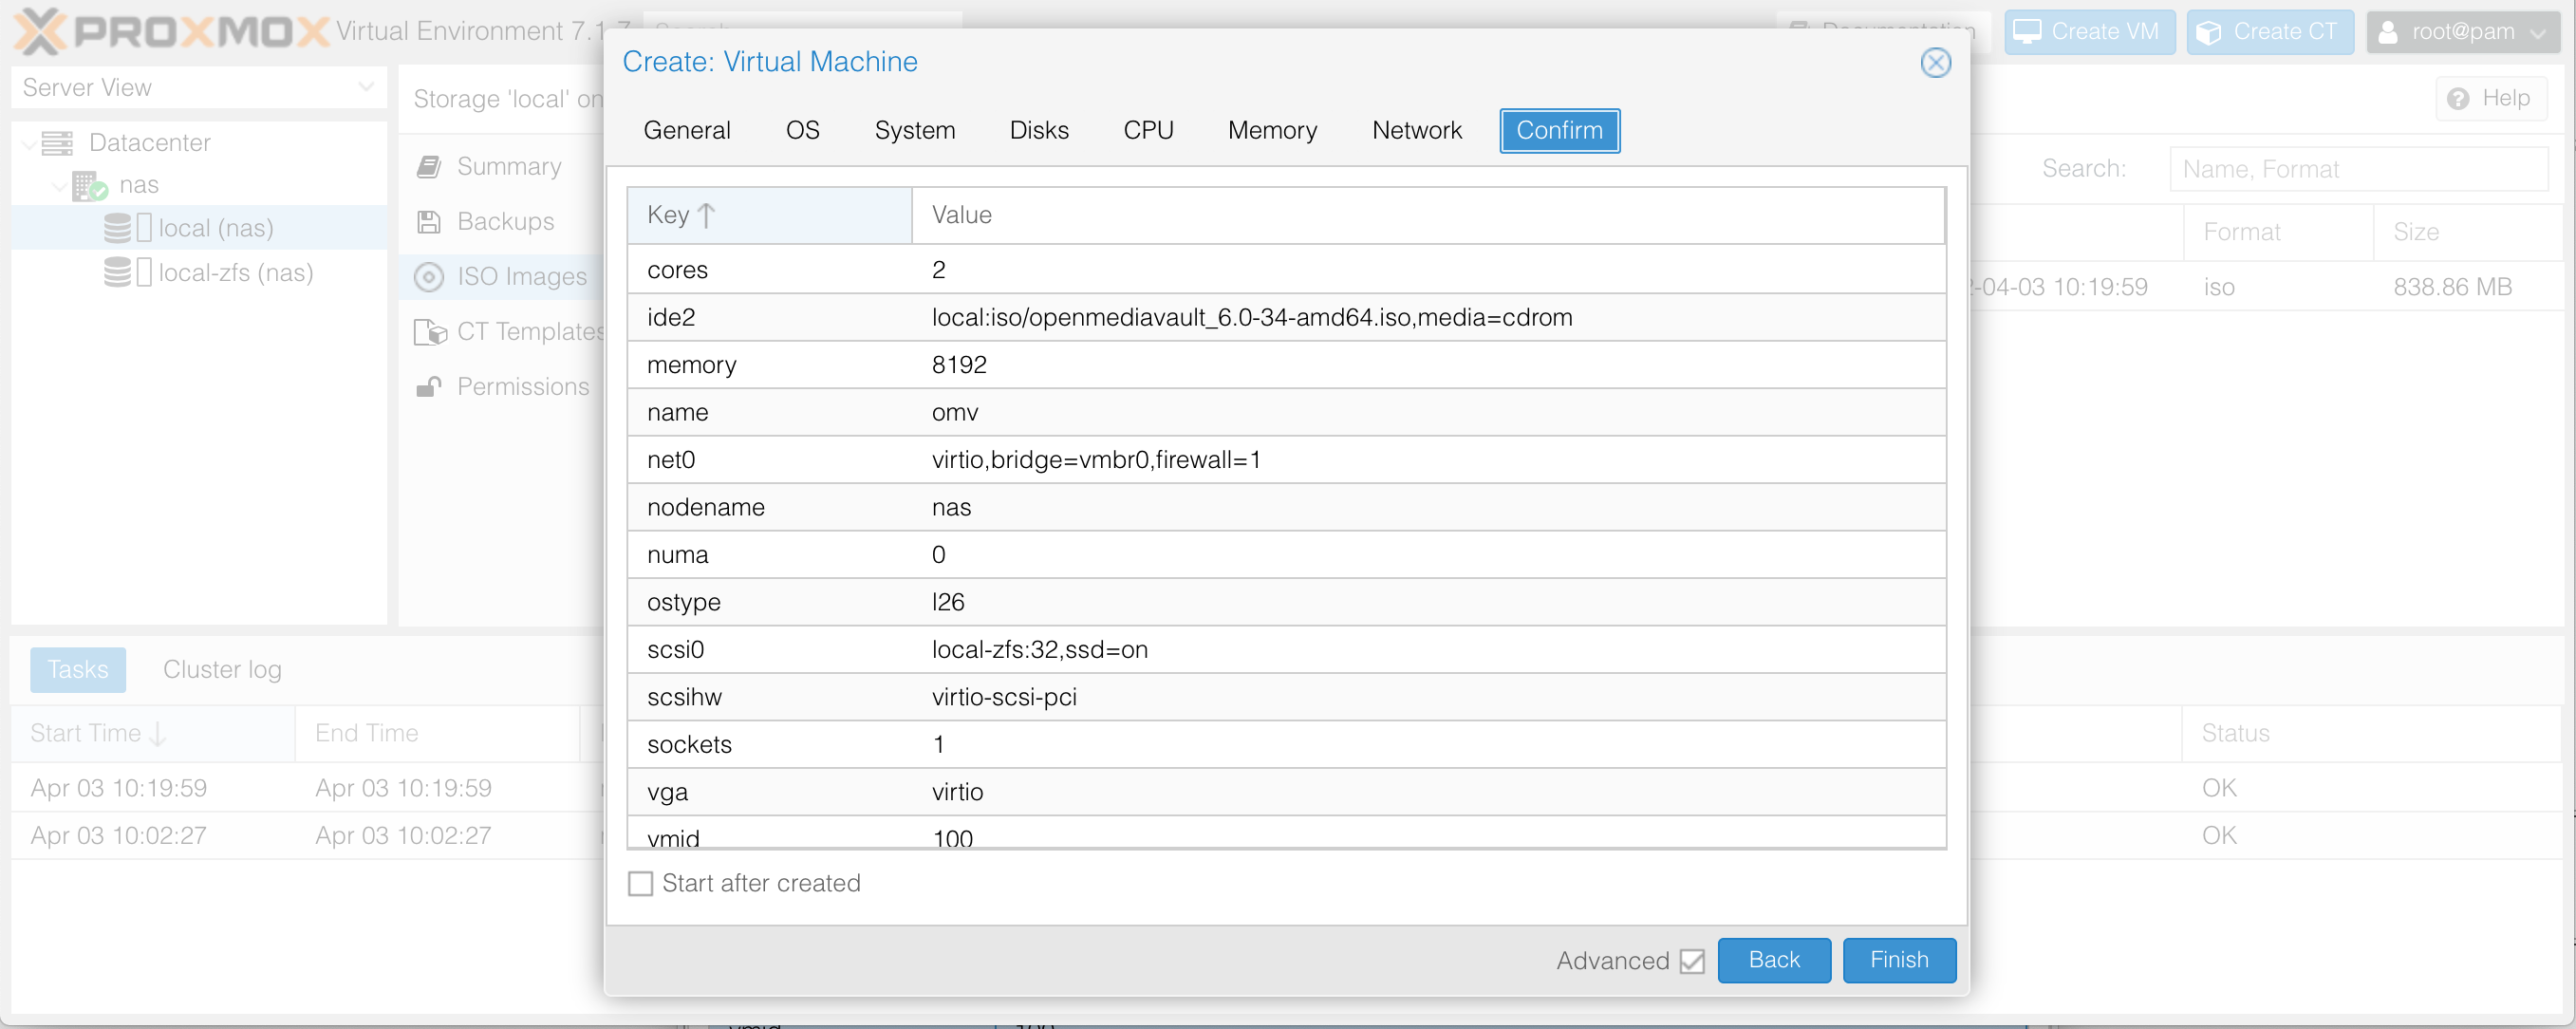 PROXMOX Virtual Environment 7.1-7 Search
Documentation
Create VM
Create CT
root@pam
Server View
Datacenter
nas
local (nas)
local-zfs (nas)
Storage 'local' on
Help
Summary
Backups
ISO Images
CT Templates
Permissions
Search: Name, Format
Format Size
-04-03 10:19:59 iso 838.86 MB
Create: Virtual Machine
General OS System Disks CPU Memory Network Confirm
Key Value
cores 2
ide2 local:iso/openmediavault_6.0-34-amd64.iso,media=cdrom
memory 8192
name omv
net0 virtio,bridge=vmbr0,firewall=1
nodename nas
numa 0
ostype l26
scsi0 local-zfs:32,ssd=on
scsihw virtio-scsi-pci
sockets 1
vga virtio
vmid 100
Start after created
Advanced Back Finish
Tasks Cluster log
Start Time End Time Status
Apr 03 10:19:59 Apr 03 10:19:59 OK
Apr 03 10:02:27 Apr 03 10:02:27 OK
vmid 100